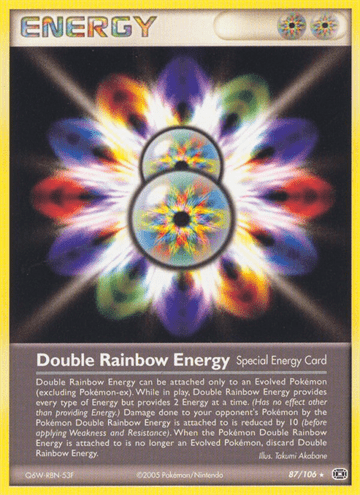 ENERGY
Double Rainbow Energy Special Energy Card
Double Rainbow Energy can be attached only to an Evolved Pokémon
(excluding Pokémon-ex). While in play, Double Rainbow Energy provides
every type of Energy but provides 2 Energy at a time. (Has no effect other
than providing Energy.) Damage done to your opponent's Pokémon by the
Pokémon Double Rainbow Energy is attached to is reduced by 10 (before
applying Weakness and Resistance). When the Pokémon Double Rainbow
Energy is attached to is no longer an Evolved Pokémon, discard Double
Rainbow Energy.
Illus. Takumi Akabane
Q6W-R8N-53F
©2005 Pokémon/Nintendo
87/106 ★